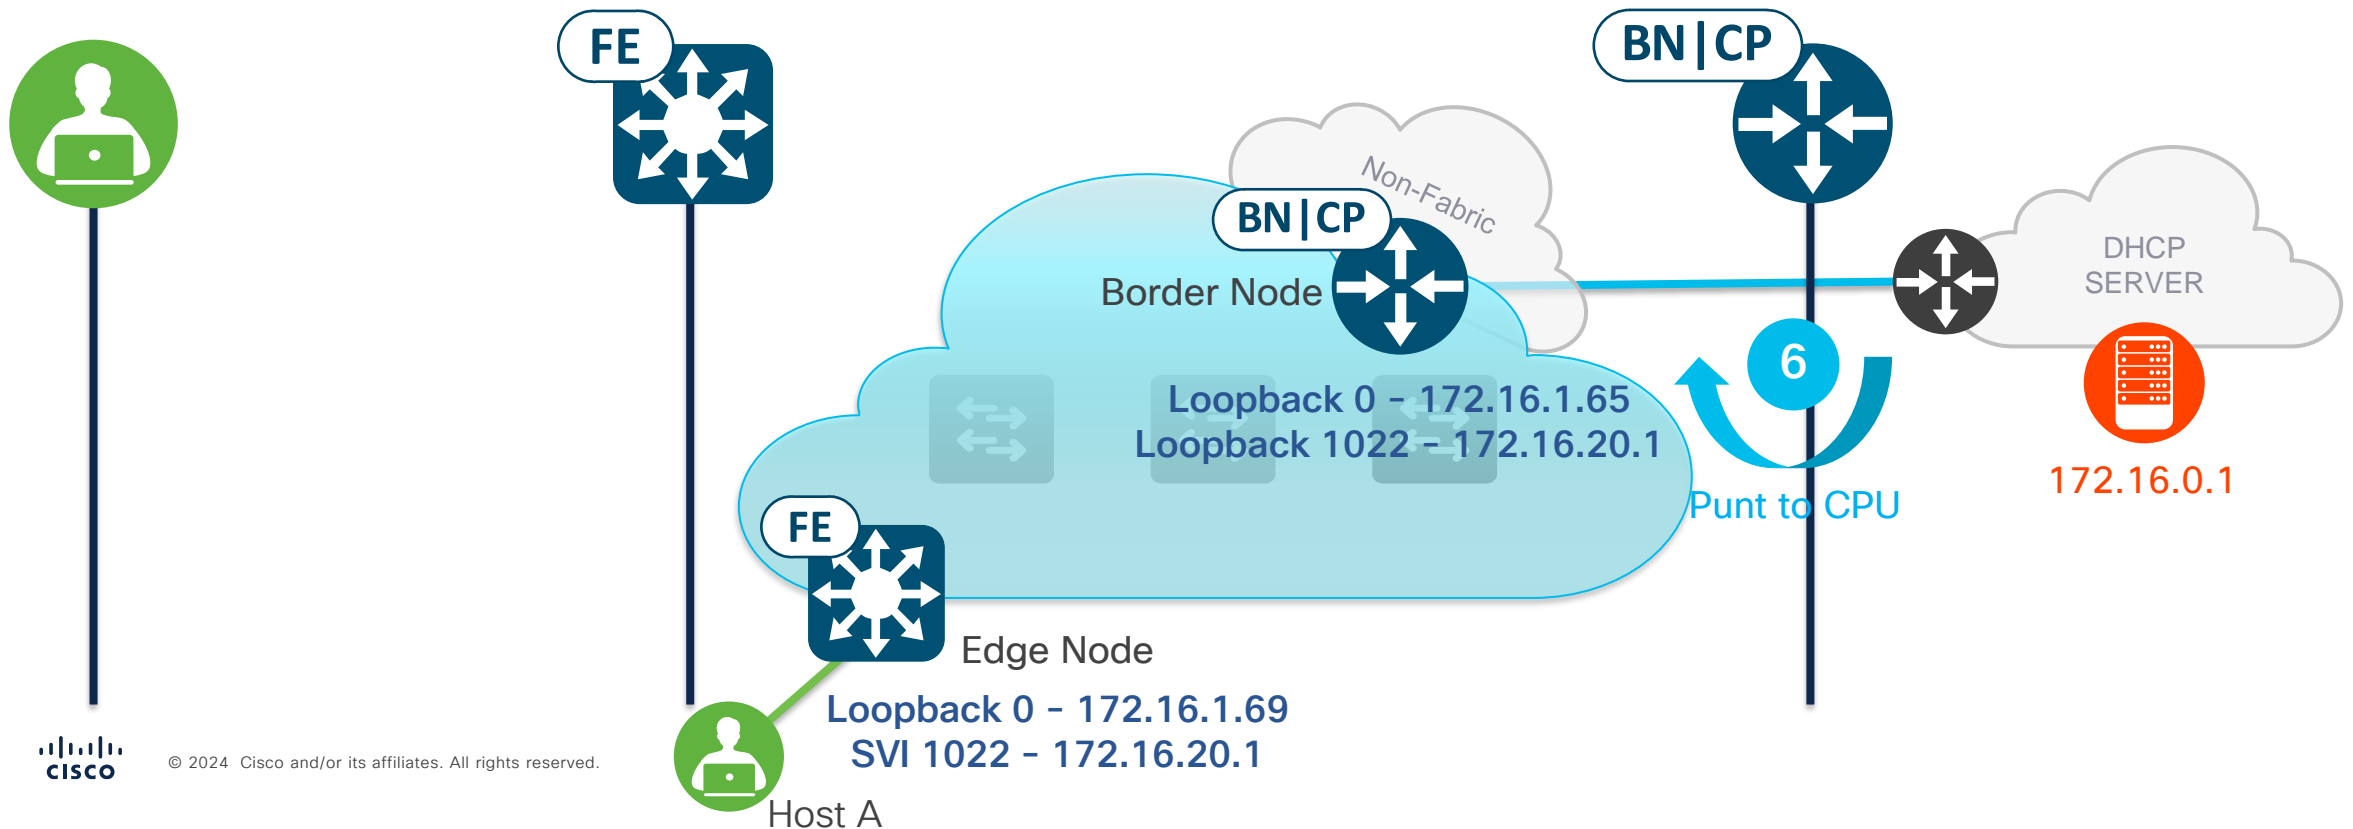 FE
BN|CP
Non-Fabric
BN|CP
Border Node
DHCP
SERVER
6
Loopback 0 – 172.16.1.65
Loopback 1022 – 172.16.20.1
172.16.0.1
Punt to CPU
FE
Edge Node
Loopback 0 – 172.16.1.69
SVI 1022 – 172.16.20.1
Host A
CISCO
© 2024 Cisco and/or its affiliates. All rights reserved.